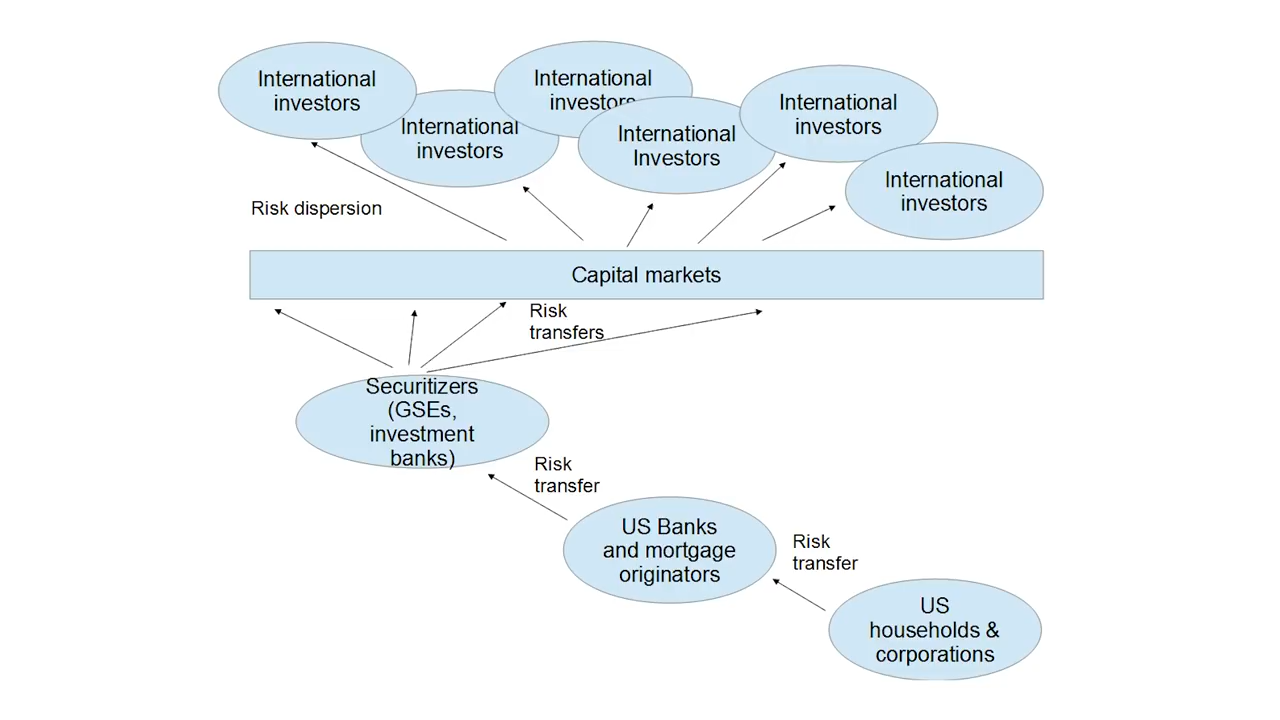 International
investors
International
investors
International
investors
International
Investors
International
investors
International
investors
Risk dispersion
Capital markets
Risk
transfers
Securitizers
(GSEs,
investment
banks)
Risk
transfer
US Banks
and mortgage
originators
Risk
transfer
US
households &
corporations